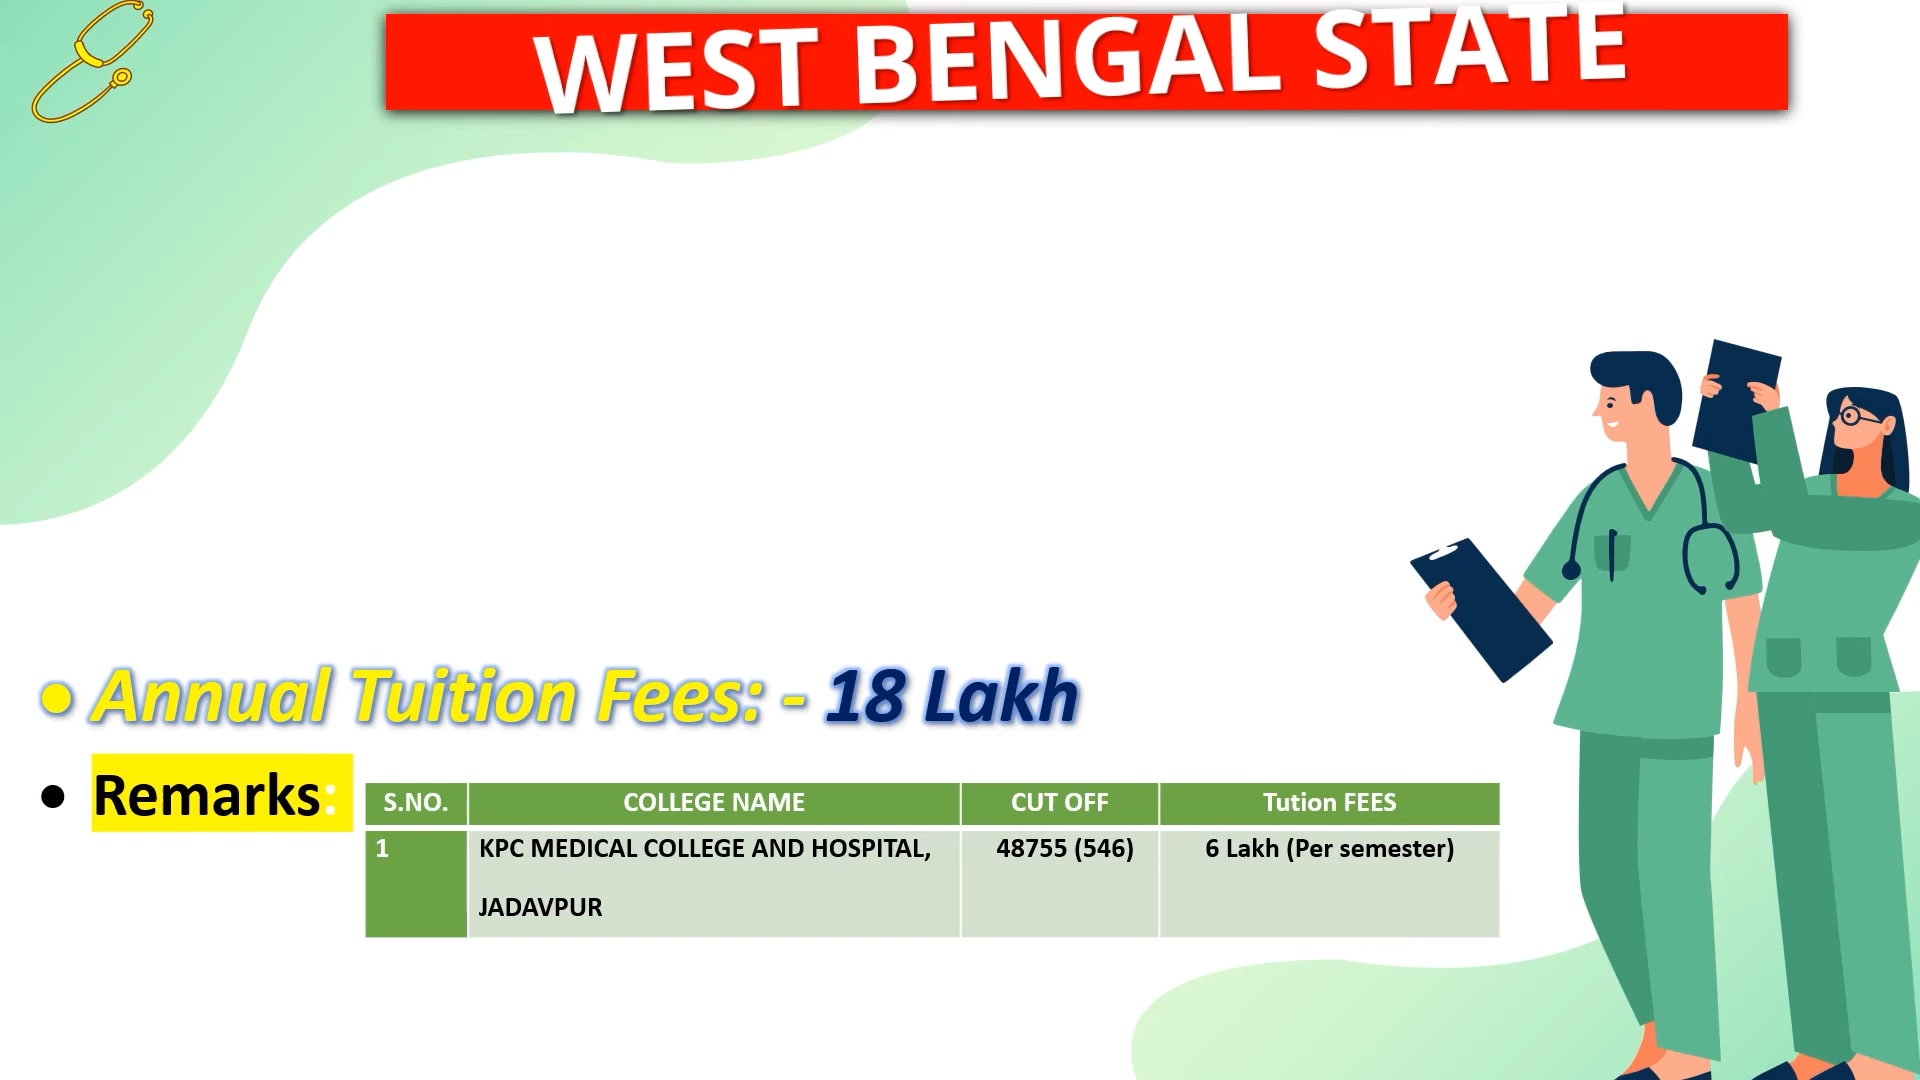 WEST BENGAL STATE
• Annual Tuition Fees: - 18 Lakh
• Remarks:
S.NO. COLLEGE NAME CUT OFF Tution FEES
1 KPC MEDICAL COLLEGE AND HOSPITAL, 48755 (546) 6 Lakh (Per semester)
JADAVPUR